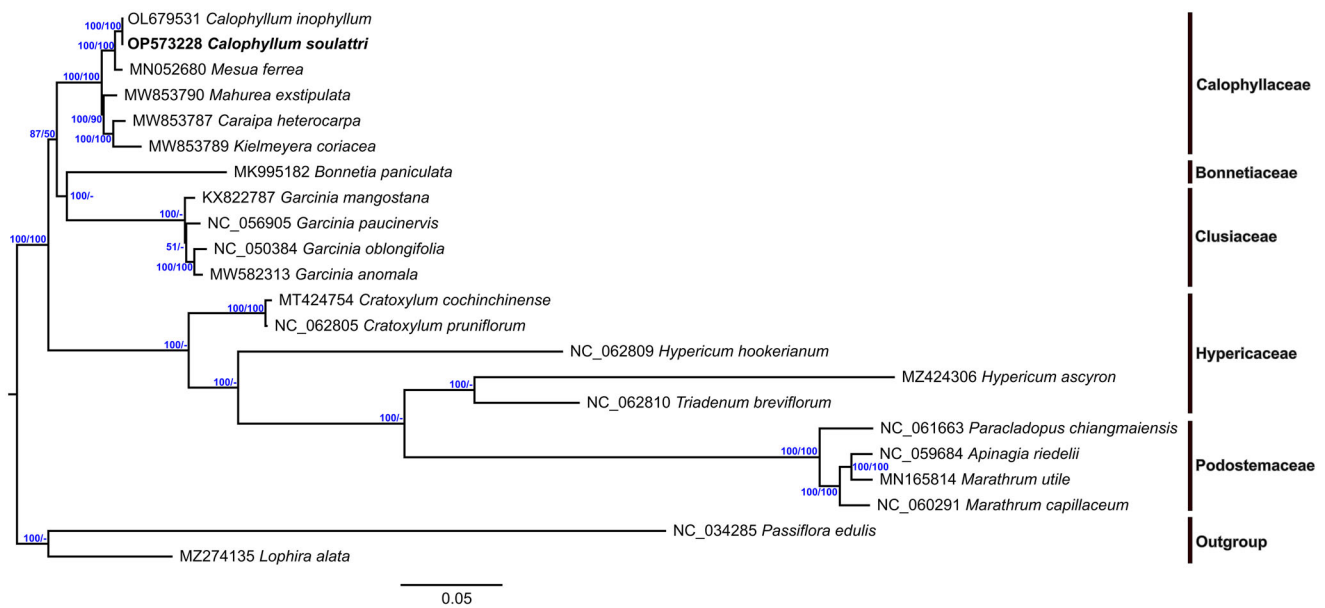 OL679531 Calophyllum inophyllum
100/100
OP573228 Calophyllum soulattri
100/100
MN052680 Mesua ferrea
100/100
MW853790 Mahurea exstipulata
Calophyllaceae
100/90
MW853787 Caraipa heterocarpa
100/100
MW853789 Kielmeyera coriacea
87/50
MK995182 Bonnetia paniculata
Bonnetiaceae
100/-
KX822787 Garcinia mangostana
100/-
NC_056905 Garcinia paucinervis
Clusiaceae
51/-
NC_050384 Garcinia oblongifolia
100/100
MW582313 Garcinia anomala
100/100
MT424754 Cratoxylum cochinchinense
100/100
NC_062805 Cratoxylum pruniflorum
100/-
NC_062809 Hypericum hookerianum
Hypericaceae
100/-
MZ424306 Hypericum ascyron
100/-
NC_062810 Triadenum breviflorum
100/-
NC_061663 Paracladopus chiangmaiensis
100/100
NC_059684 Apinagia riedelii
100/100
Podostemaceae
MN165814 Marathrum utile
100/100
NC_060291 Marathrum capillaceum
NC_034285 Passiflora edulis
100/-
Outgroup
MZ274135 Lophira alata
0.05